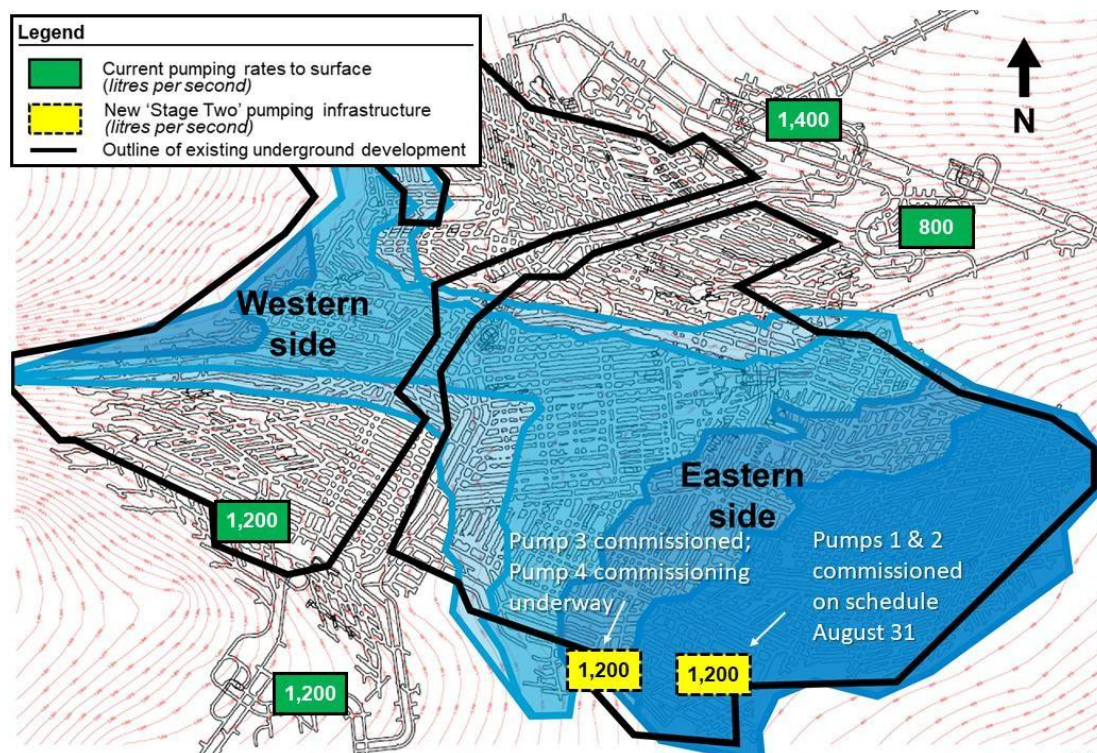 Legend
Current pumping rates to surface
(litres per second)
New ‘Stage Two’ pumping infrastructure
(litres per second)
Outline of existing underground development
1,400
N
800
Western
side
Eastern
side
1,200
Pump 3 commissioned;
Pump 4 commissioning
underway
Pumps 1 & 2
commissioned
on schedule
August 31
1,200
1,200
1,200